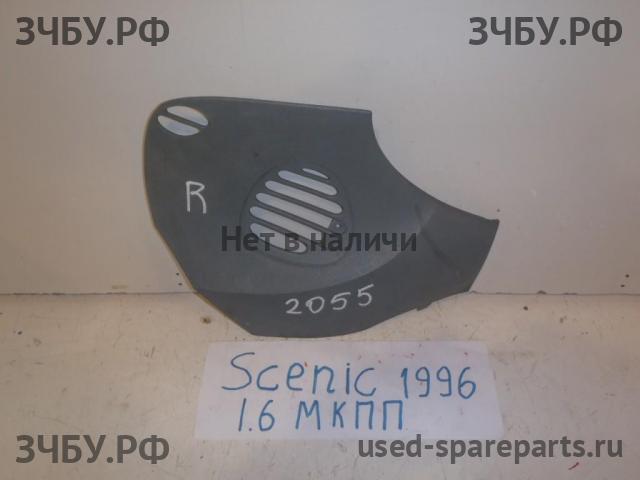 ЗЧБУ.РФ ЗЧБУ.РФ
R
Нет в наличи
2055
Scenic 1996
1.6 МКПП
ЗЧБУ.РФ used-spareparts.ru